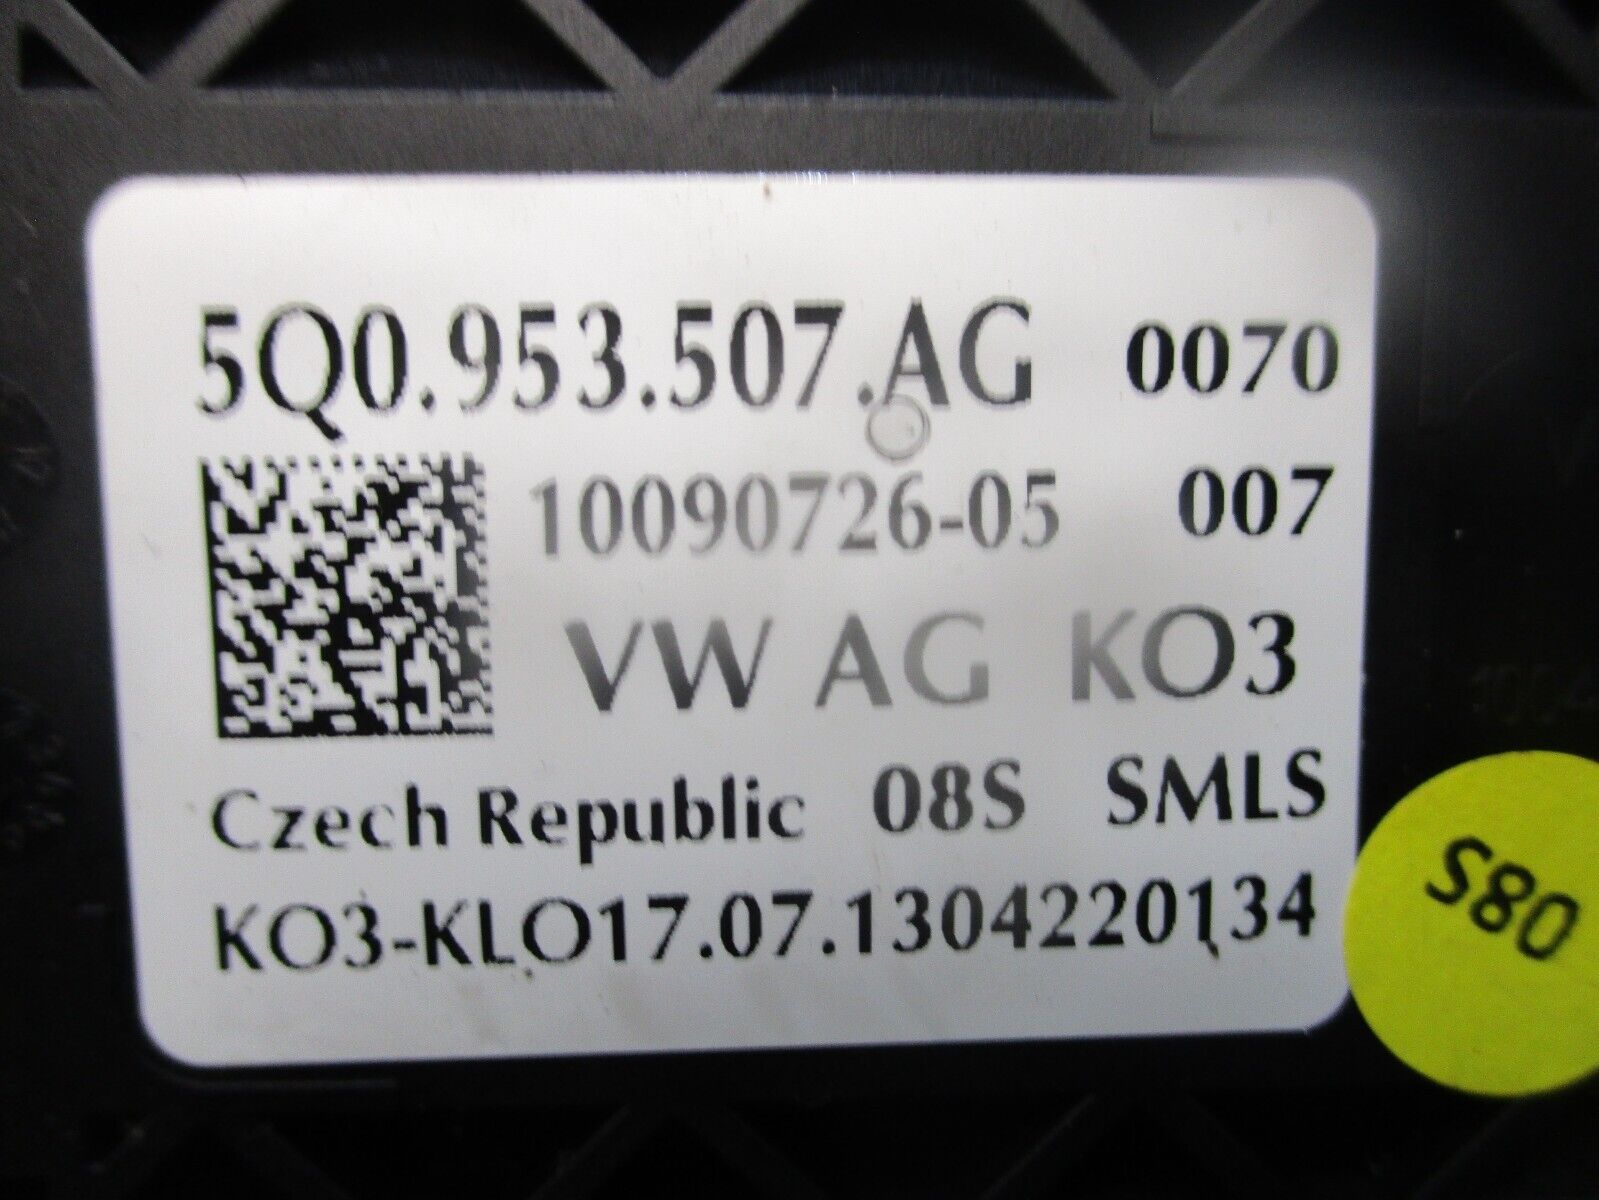 5Q0.953.507.AG 0070
10090726-05 007
VW AG KO3
Czech Republic 08S SMLS
KO3-KLO17.07.1304220134
08S